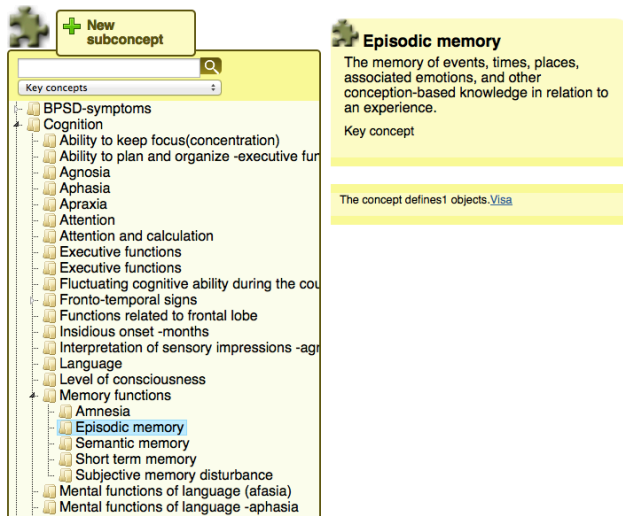 New
subconcept
Key concepts
BPSD-symptoms
Cognition
Ability to keep focus(concentration)
Ability to plan and organize -executive fun
Agnosia
Aphasia
Apraxia
Attention
Attention and calculation
Executive functions
Executive functions
Fluctuating cognitive ability during the cou
Fronto-temporal signs
Functions related to frontal lobe
Insidious onset -months
Interpretation of sensory impressions -agn
Language
Level of consciousness
Memory functions
Amnesia
Episodic memory
Semantic memory
Short term memory
Subjective memory disturbance
Mental functions of language (afasia)
Mental functions of language -aphasia
Episodic memory
The memory of events, times, places,
associated emotions, and other
conception-based knowledge in relation to
an experience.
Key concept
The concept defines1 objects.Visa